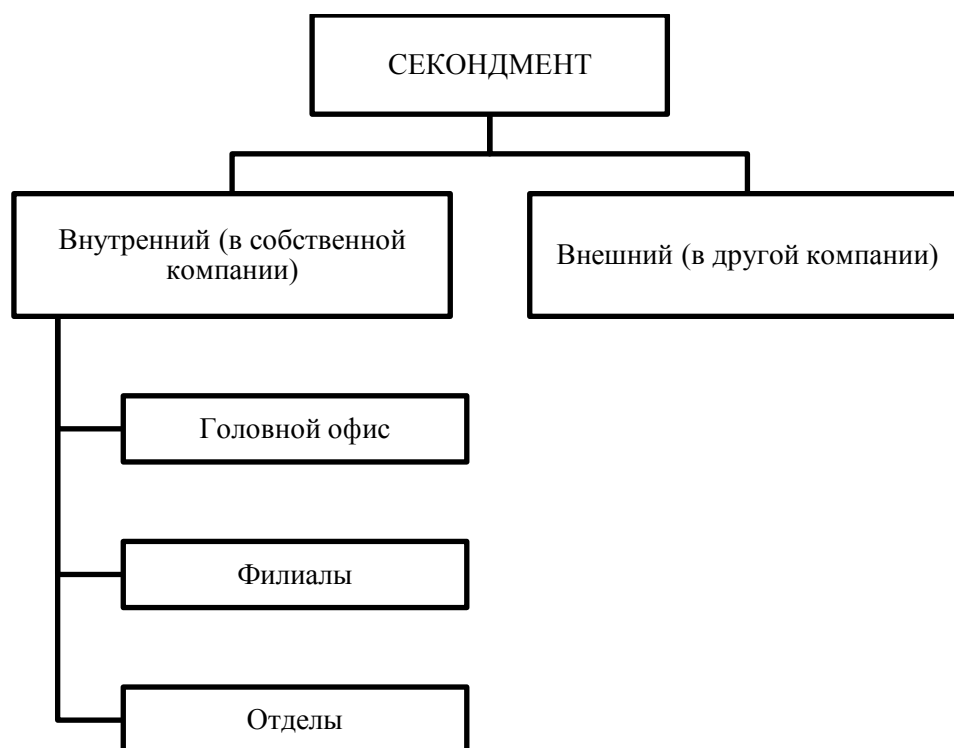 СЕКОНДМЕНТ
Внутренний (в собственной
компании)
Внешний (в другой компании)
Головной офис
Филиалы
Отделы